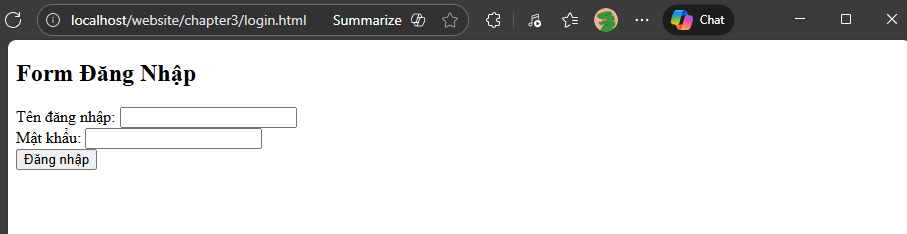 localhost/website/chapter3/login.html Summarize Chat
Form Đăng Nhập
Tên đăng nhập:
Mật khẩu:
Đăng nhập